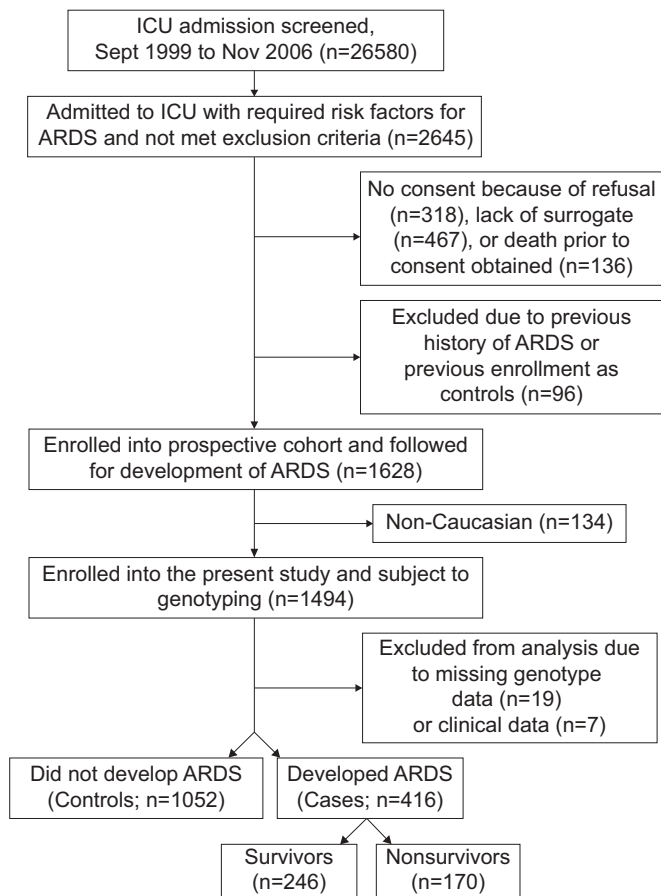 ICU admission screened,
Sept 1999 to Nov 2006 (n=26580)
Admitted to ICU with required risk factors for
ARDS and not met exclusion criteria (n=2645)
No consent because of refusal
(n=318), lack of surrogate
(n=467), or death prior to
consent obtained (n=136)
Excluded due to previous
history of ARDS or
previous enrollment as
controls (n=96)
Enrolled into prospective cohort and followed
for development of ARDS (n=1628)
Non-Caucasian (n=134)
Enrolled into the present study and subject to
genotyping (n=1494)
Excluded from analysis due
to missing genotype
data (n=19)
or clinical data (n=7)
Did not develop ARDS
(Controls; n=1052)
Developed ARDS
(Cases; n=416)
Survivors
(n=246)
Nonsurvivors
(n=170)